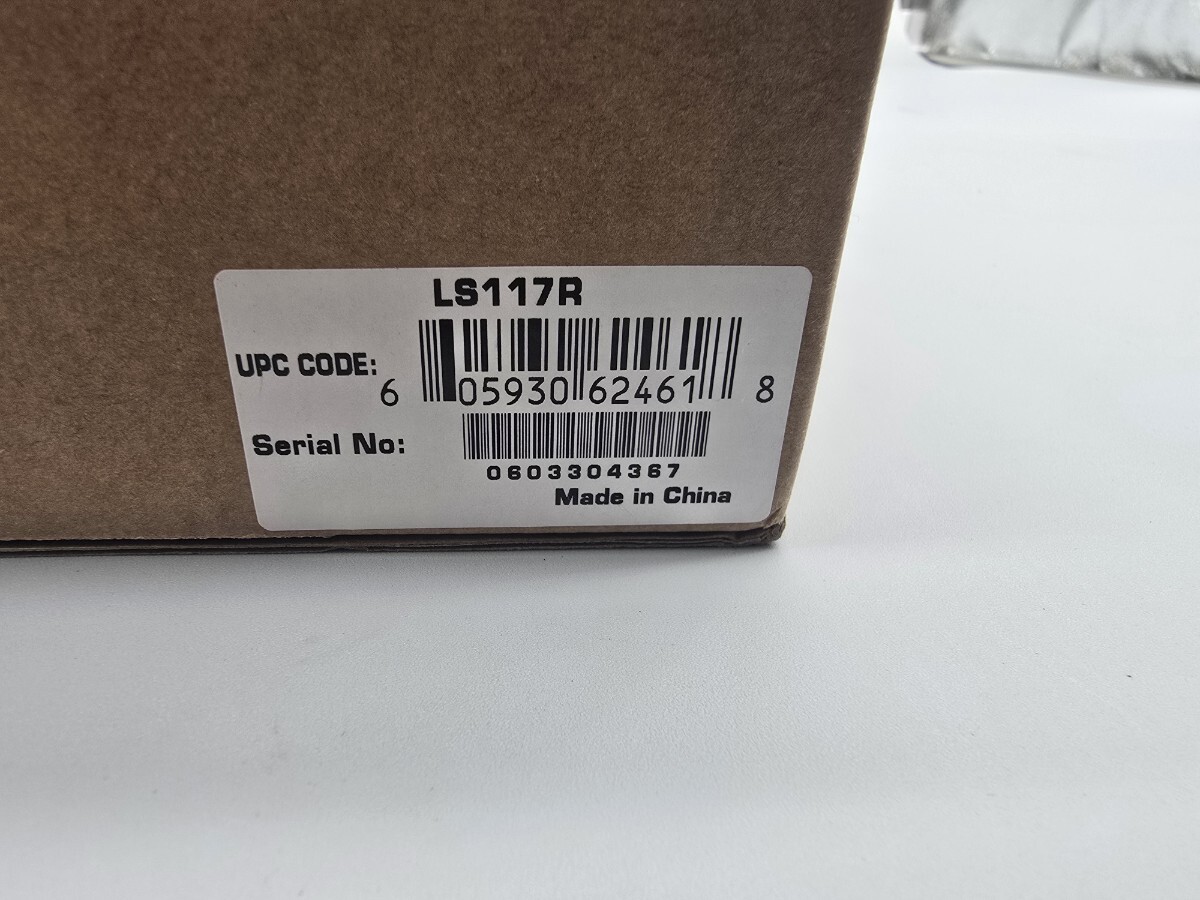 LS117R
UPC CODE:
6 05930 62461 8
Serial No:
0603304367
Made in China